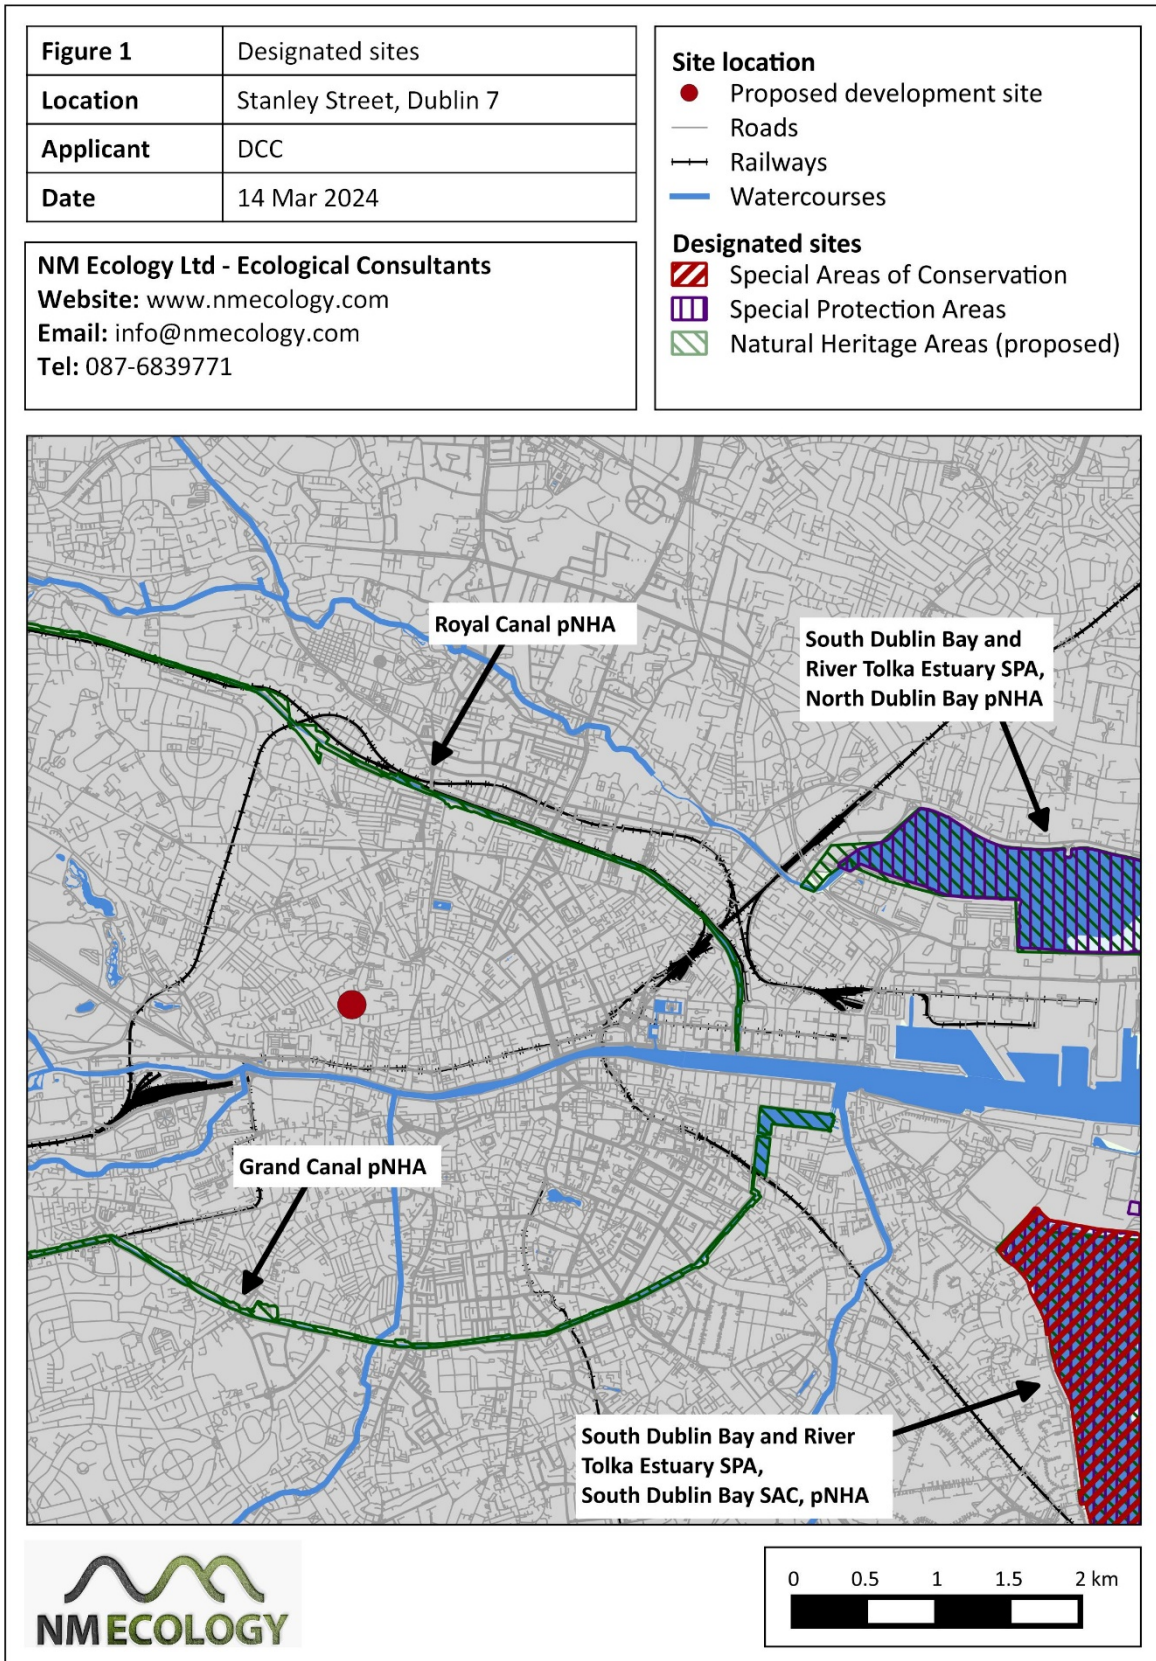 Figure 1 Designated sites
Location Stanley Street, Dublin 7
Applicant DCC
Date 14 Mar 2024
NM Ecology Ltd - Ecological Consultants
Website: www.nmecology.com
Email: info@nmecology.com
Tel: 087-6839771
Site location
Proposed development site
Roads
Railways
Watercourses
Designated sites
Special Areas of Conservation
Special Protection Areas
Natural Heritage Areas (proposed)
Royal Canal pNHA
South Dublin Bay and
River Tolka Estuary SPA,
North Dublin Bay pNHA
Grand Canal pNHA
South Dublin Bay and River
Tolka Estuary SPA,
South Dublin Bay SAC, pNHA
NM ECOLOGY
0 0.5 1 1.5 2 km